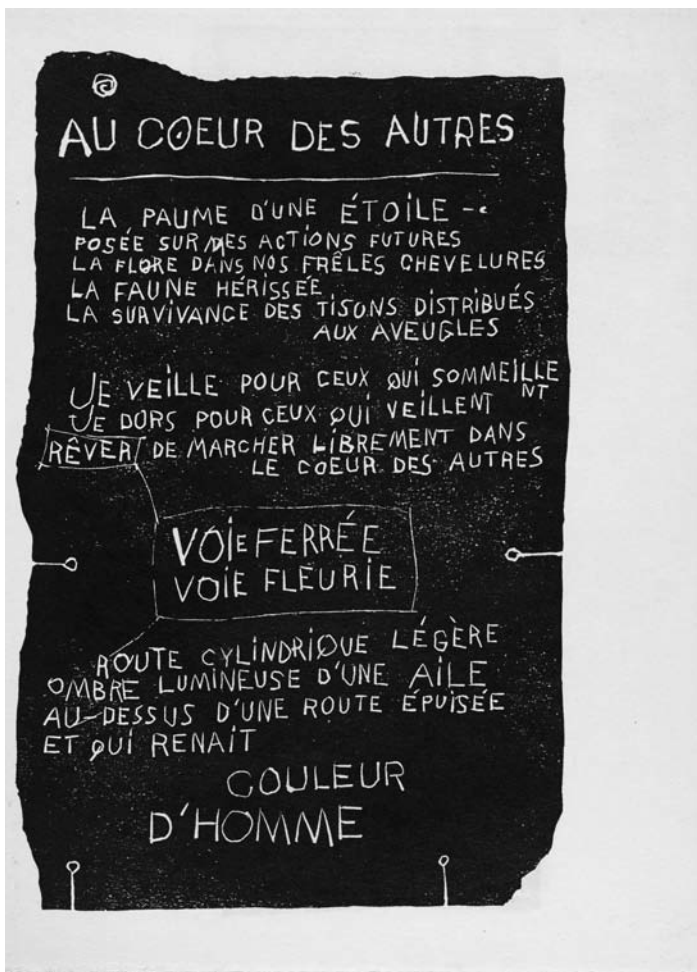 AU COEUR DES AUTRES
LA PAUME D'UNE ÉTOILE
POSÉE SUR DES ACTIONS FUTURES
LA FLORE DANS NOS FRÊLES CHEVELURES
LA FAUNE HÉRISSÉE
LA SURVIVANCE DES TISONS DISTRIBUÉS
AUX AVEUGLES
JE VEILLE POUR CEUX QUI SOMMEILLE
NT
JE DORS POUR CEUX QUI VEILLENT
RÊVER DE MARCHER LIBREMENT DANS
LE COEUR DES AUTRES
VOIE FERRÉE
VOIE FLEURIE
ROUTE CYLINDRIQUE LÉGÈRE
OMBRE LUMINEUSE D'UNE AILE
AU-DESSUS D'UNE ROUTE ÉPUISÉE
ET QUI RENAIT
COULEUR
D'HOMME